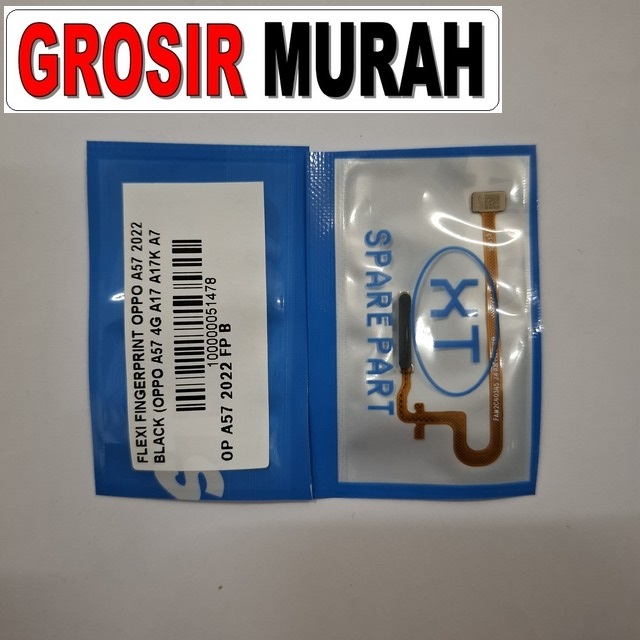 GROSIR MURAH
FLEXI FINGERPRINT OPPO A57 2022
BLACK (OPPO A57 4G A17 A17K A7
100000051478
OP A57 2022 FP B
XT
SPARE PART